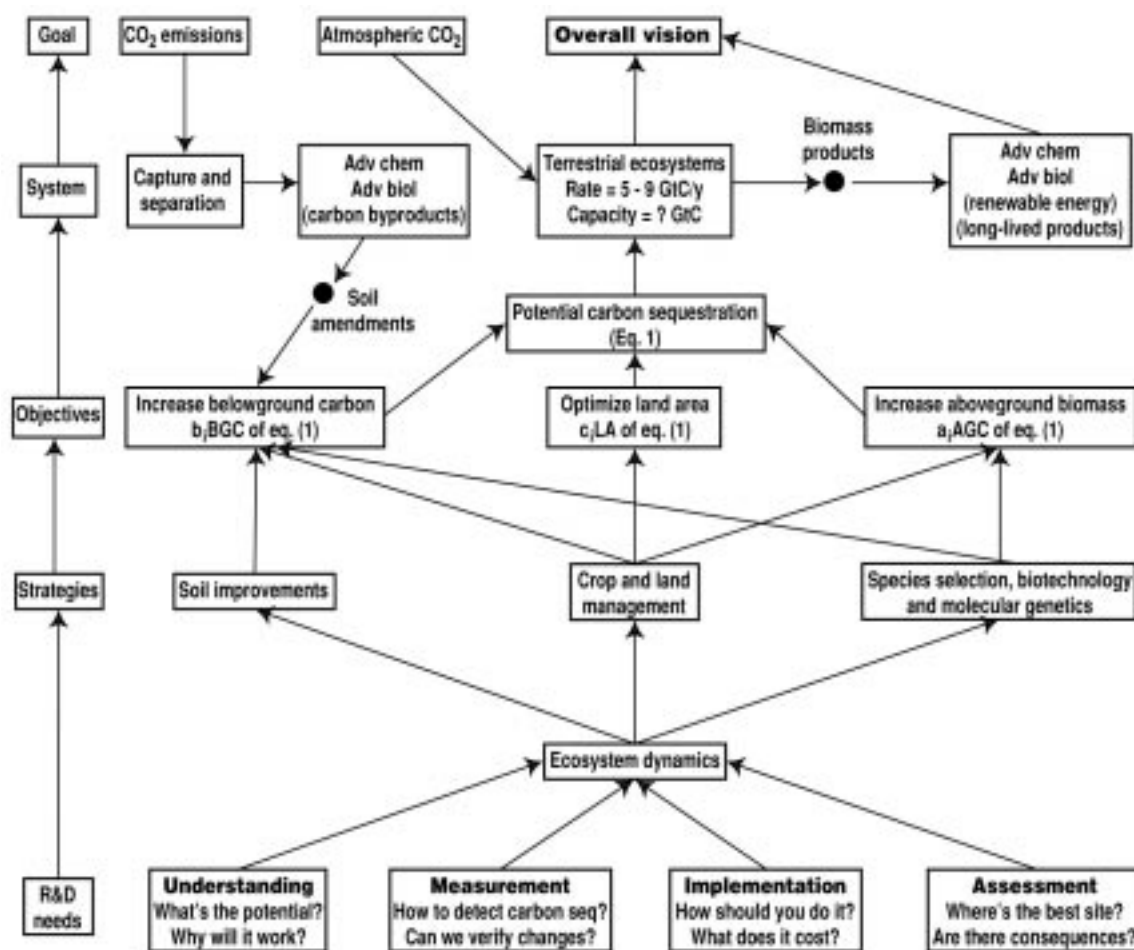 Goal
CO₂ emissions
Atmospheric CO₂
Overall vision
System
Capture and
separation
Adv chem
Adv biol
(carbon byproducts)
Terrestrial ecosystems
Rate = 5 - 9 GtC/y
Capacity = ? GtC
Biomass
products
Adv chem
Adv biol
(renewable energy)
(long-lived products)
Soil
amendments
Potential carbon sequestration
(Eq. 1)
Objectives
Increase belowground carbon
bᵢBGC of eq. (1)
Optimize land area
cᵢLA of eq. (1)
Increase aboveground biomass
aᵢAGC of eq. (1)
Strategies
Soil improvements
Crop and land
management
Species selection, biotechnology
and molecular genetics
Ecosystem dynamics
R&D
needs
Understanding
What's the potential?
Why will it work?
Measurement
How to detect carbon seq?
Can we verify changes?
Implementation
How should you do it?
What does it cost?
Assessment
Where's the best site?
Are there consequences?